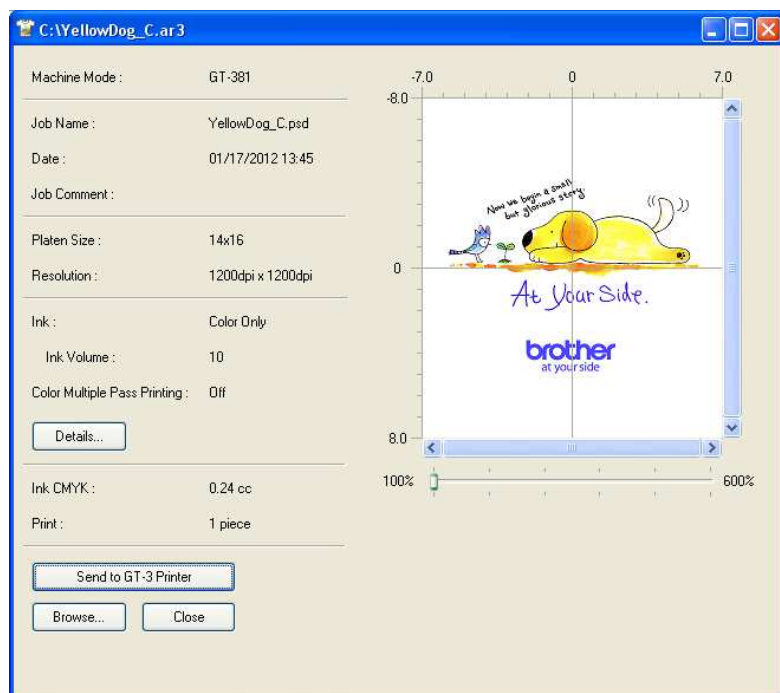 C:\YellowDog_C.ar3
Machine Mode : GT-381
Job Name : YellowDog_C.psd
Date : 01/17/2012 13:45
Job Comment :
Platen Size : 14x16
Resolution : 1200dpi x 1200dpi
Ink : Color Only
Ink Volume : 10
Color Multiple Pass Printing : Off
Details...
Ink CMYK : 0.24 cc
Print : 1 piece
Send to GT-3 Printer
Browse... Close
-7.0 0 7.0
-8.0
Now we begin a small
but glorious story.
0
At Your Side.
brother
at your side
8.0
100% 600%